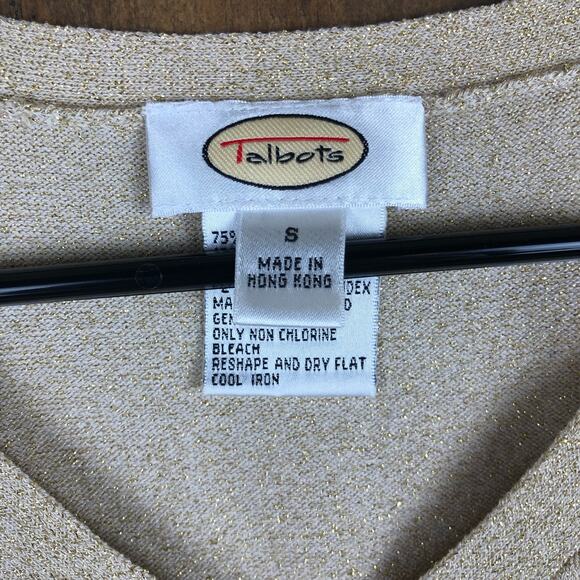 Talbots
S
MADE IN
HONG KONG
75%
DEX
MA
GEN
ONLY NON CHLORINE
BLEACH
RESHAPE AND DRY FLAT
COOL IRON